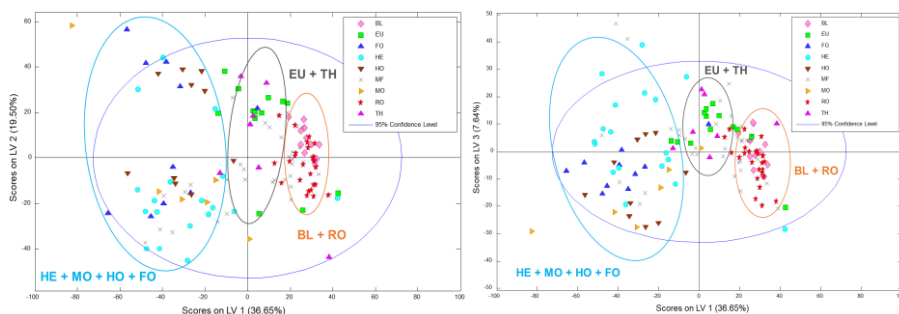 Scores on LV 2 (19.50%)
60
40
20
0
-20
-40
BL
EU
FO
HE
HO
MF
MO
RO
TH
95% Confidence Level
EU + TH
BL + RO
HE + MO + HO + FO
-100 -80 -60 -40 -20 0 20 40 60 80 100
Scores on LV 1 (36.65%)
Scores on LV 3 (7.64%)
50
40
30
20
10
0
-10
-20
-30
-40
-50
BL
EU
FO
HE
HO
MF
MO
RO
TH
95% Confidence Level
EU + TH
BL + RO
HE + MO + HO + FO
-100 -80 -60 -40 -20 0 20 40 60 80 100
Scores on LV 1 (36.65%)